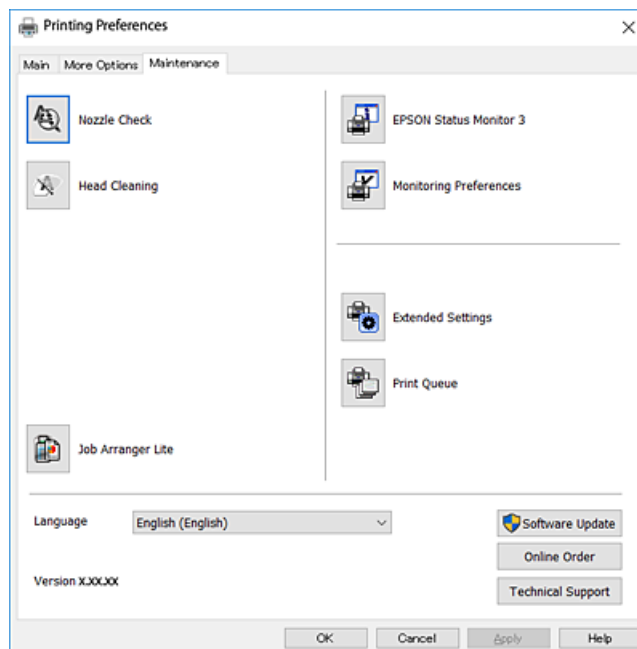 Printing Preferences
Main More Options Maintenance
Nozzle Check
Head Cleaning
Job Arranger Lite
EPSON Status Monitor 3
Monitoring Preferences
Extended Settings
Print Queue
Language English (English)
Software Update
Online Order
Version X.XX.XX
Technical Support
OK Cancel Apply Help